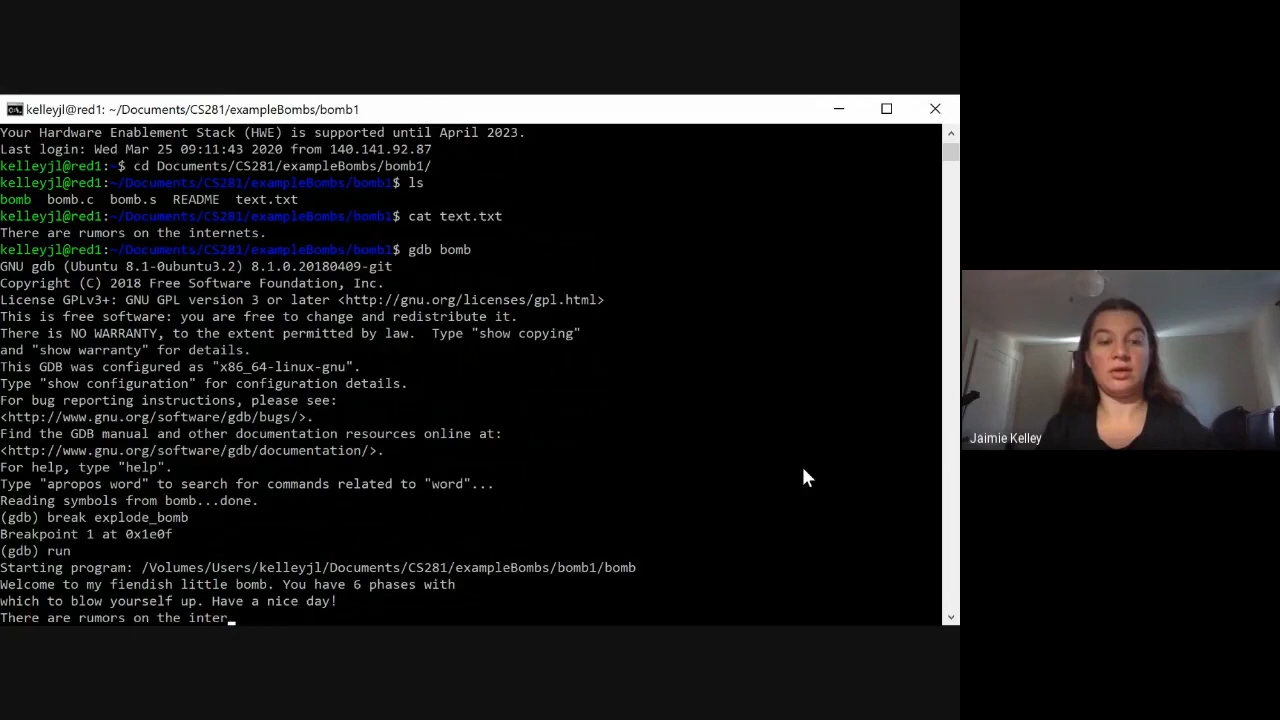 kelleyjl@red1: ~/Documents/CS281/exampleBombs/bomb1
Your Hardware Enablement Stack (HWE) is supported until April 2023.
Last login: Wed Mar 25 09:11:43 2020 from 140.141.92.87
kelleyjl@red1:~$ cd Documents/CS281/exampleBombs/bomb1/
kelleyjl@red1:~/Documents/CS281/exampleBombs/bomb1$ ls
bomb  bomb.c  bomb.s  README  text.txt
kelleyjl@red1:~/Documents/CS281/exampleBombs/bomb1$ cat text.txt
There are rumors on the internets.
kelleyjl@red1:~/Documents/CS281/exampleBombs/bomb1$ gdb bomb
GNU gdb (Ubuntu 8.1-0ubuntu3.2) 8.1.0.20180409-git
Copyright (C) 2018 Free Software Foundation, Inc.
License GPLv3+: GNU GPL version 3 or later <http://gnu.org/licenses/gpl.html>
This is free software: you are free to change and redistribute it.
There is NO WARRANTY, to the extent permitted by law.  Type "show copying"
and "show warranty" for details.
This GDB was configured as "x86_64-linux-gnu".
Type "show configuration" for configuration details.
For bug reporting instructions, please see:
<http://www.gnu.org/software/gdb/bugs/>.
Find the GDB manual and other documentation resources online at:
<http://www.gnu.org/software/gdb/documentation/>.
For help, type "help".
Type "apropos word" to search for commands related to "word"...
Reading symbols from bomb...done.
(gdb) break explode_bomb
Breakpoint 1 at 0x1e0f
(gdb) run
Starting program: /Volumes/Users/kelleyjl/Documents/CS281/exampleBombs/bomb1/bomb
Welcome to my fiendish little bomb. You have 6 phases with
which to blow yourself up. Have a nice day!
There are rumors on the inter
Jaimie Kelley